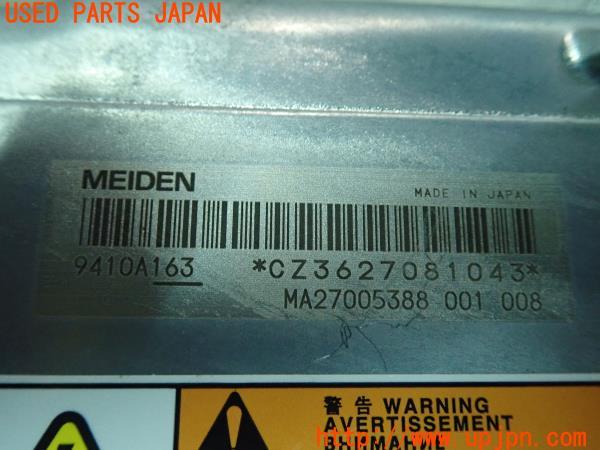 USED PARTS JAPAN
MEIDEN
MADE IN JAPAN
9410A163 *CZ3627081043*
MA27005388 001 008
警告 WARNING
AVERTISSEMENT
ВНИМАНИЕ
http://www.upjpn.com